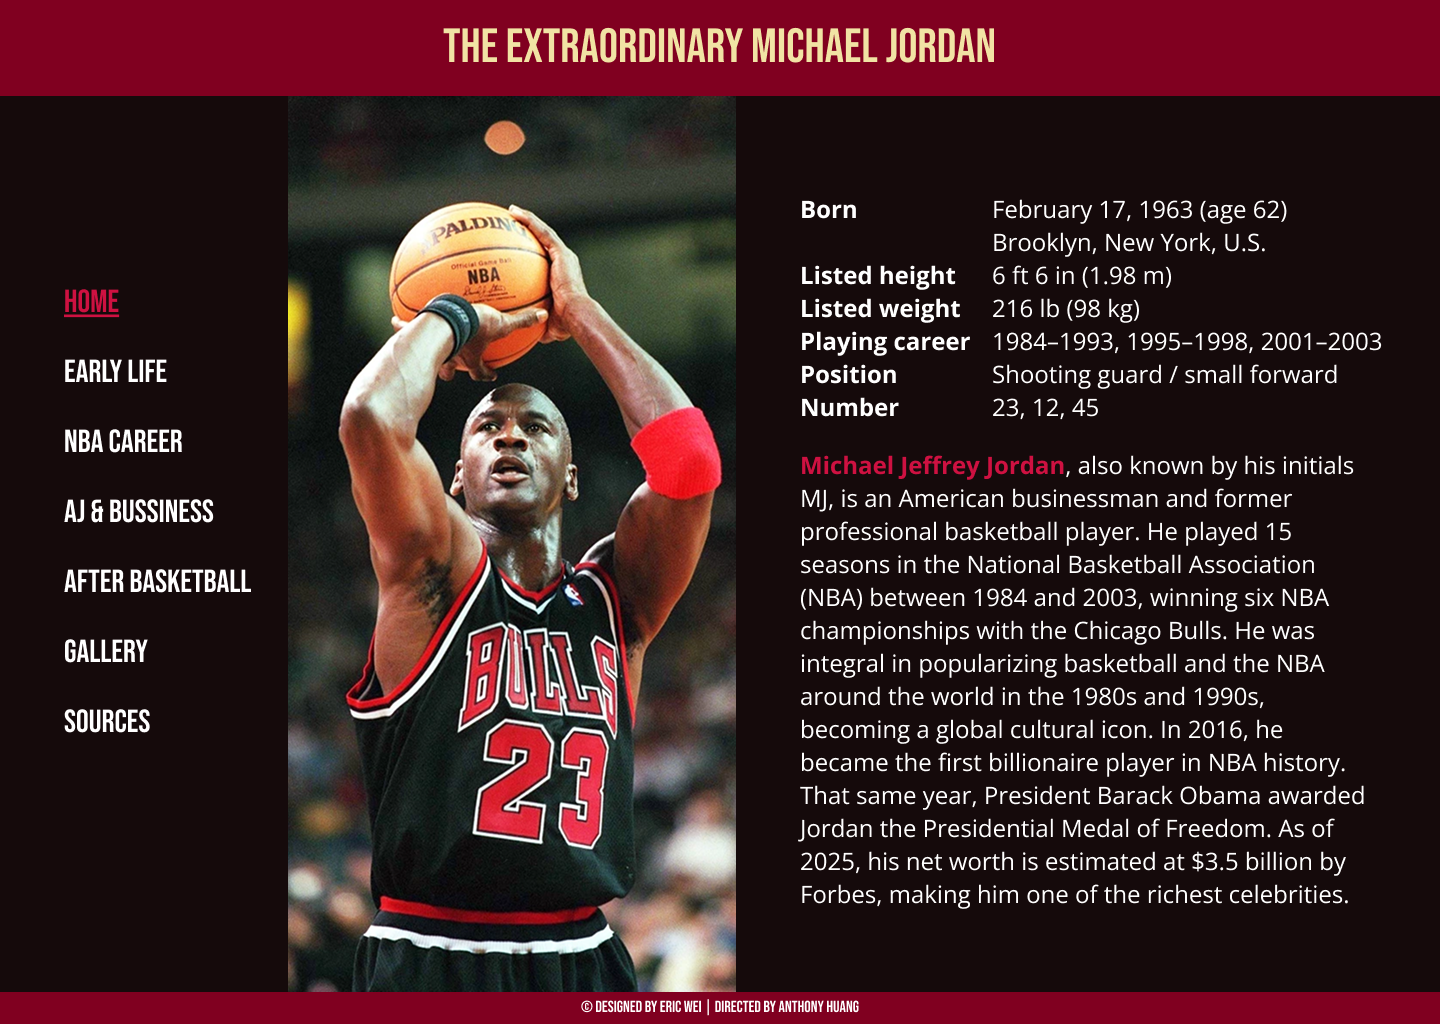 THE EXTRAORDINARY MICHAEL JORDAN
HOME
EARLY LIFE
NBA CAREER
AJ & BUSSINESS
AFTER BASKETBALL
GALLERY
SOURCES
PALDING
Official Game Ball
NBA
BULLS
23
Born February 17, 1963 (age 62)
Brooklyn, New York, U.S.
Listed height 6 ft 6 in (1.98 m)
Listed weight 216 lb (98 kg)
Playing career 1984–1993, 1995–1998, 2001–2003
Position Shooting guard / small forward
Number 23, 12, 45
Michael Jeffrey Jordan, also known by his initials
MJ, is an American businessman and former
professional basketball player. He played 15
seasons in the National Basketball Association
(NBA) between 1984 and 2003, winning six NBA
championships with the Chicago Bulls. He was
integral in popularizing basketball and the NBA
around the world in the 1980s and 1990s,
becoming a global cultural icon. In 2016, he
became the first billionaire player in NBA history.
That same year, President Barack Obama awarded
Jordan the Presidential Medal of Freedom. As of
2025, his net worth is estimated at $3.5 billion by
Forbes, making him one of the richest celebrities.
© DESIGNED BY ERIC WEI | DIRECTED BY ANTHONY HUANG